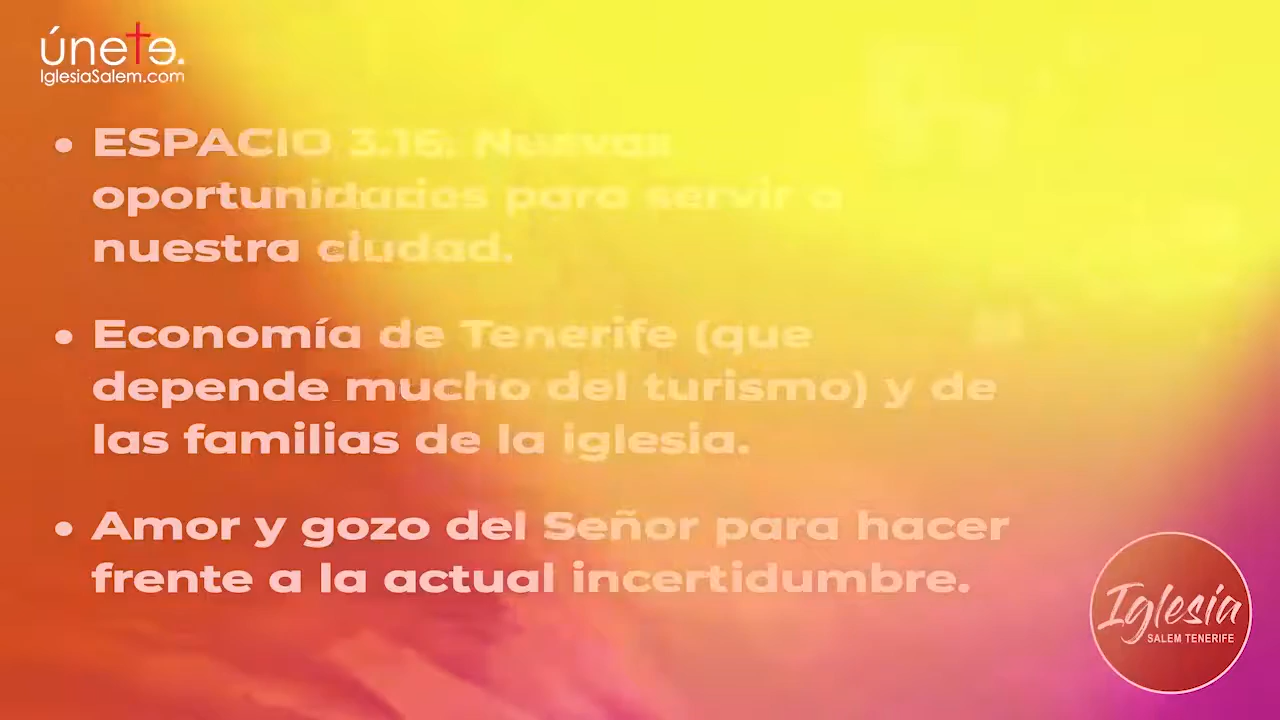 únete.
IglesiaSalem.com
• ESPACIO 3.16. Nuevas
oportunidades para servir a
nuestra ciudad.
• Economía de Tenerife (que
depende mucho del turismo) y de
las familias de la iglesia.
• Amor y gozo del Señor para hacer
frente a la actual incertidumbre.
Iglesia
SALEM TENERIFE